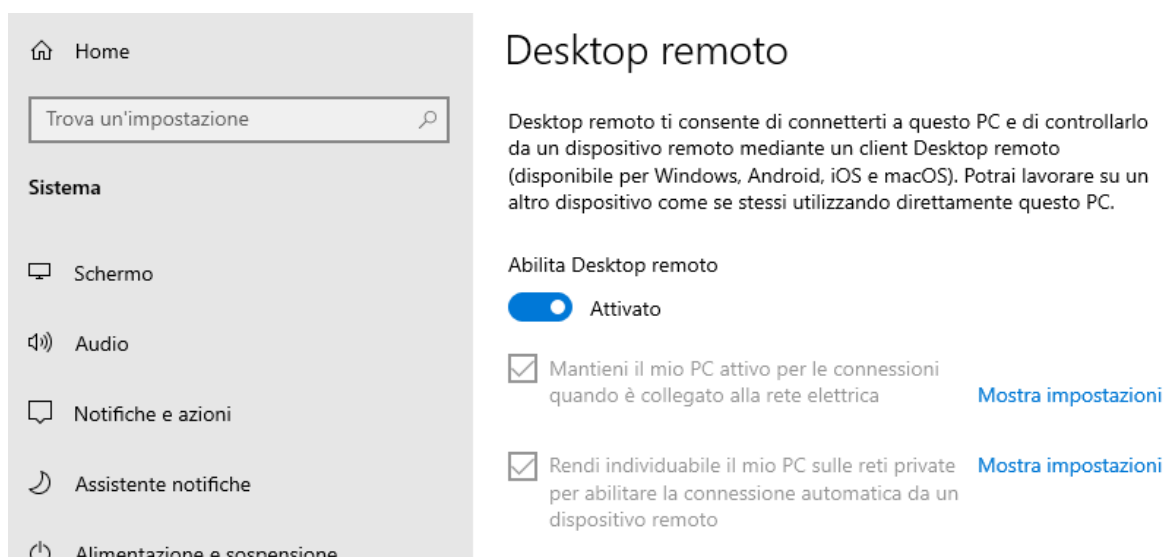 Home
Trova un'impostazione
Sistema
Schermo
Audio
Notifiche e azioni
Assistente notifiche
Alimentazione e sospensione
Desktop remoto
Desktop remoto ti consente di connetterti a questo PC e di controllarlo
da un dispositivo remoto mediante un client Desktop remoto
(disponibile per Windows, Android, iOS e macOS). Potrai lavorare su un
altro dispositivo come se stessi utilizzando direttamente questo PC.
Abilita Desktop remoto
Attivato
Mantieni il mio PC attivo per le connessioni
quando è collegato alla rete elettrica
Mostra impostazioni
Rendi individuabile il mio PC sulle reti private
per abilitare la connessione automatica da un
dispositivo remoto
Mostra impostazioni